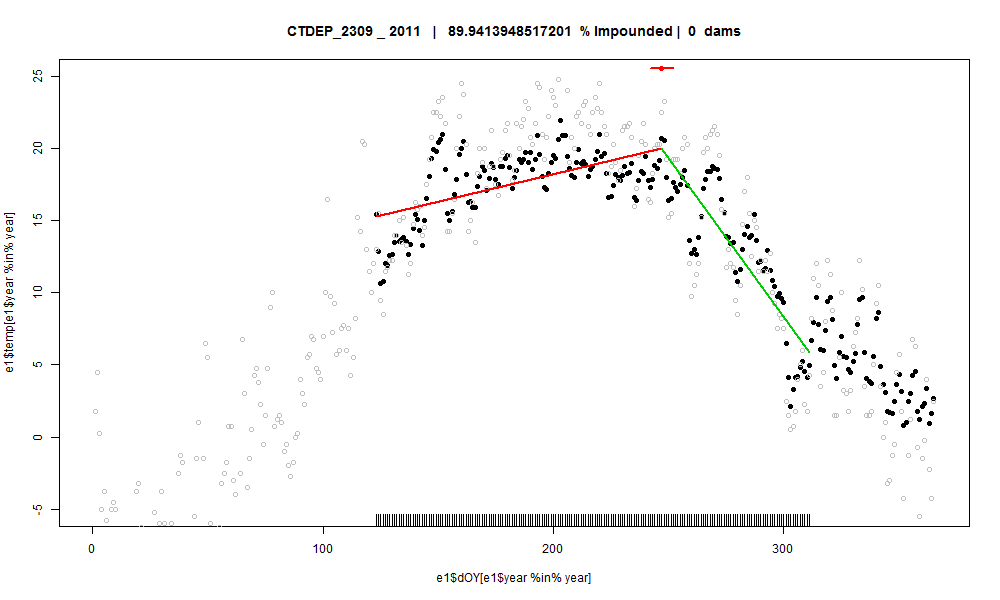 CTDEP_2309 _ 2011 | 89.9413948517201 % Impounded | 0 dams
25
20
15
10
5
0
-5
e1$temp[e1$year %in% year]
0 100 200 300
e1$dOY[e1$year %in% year]